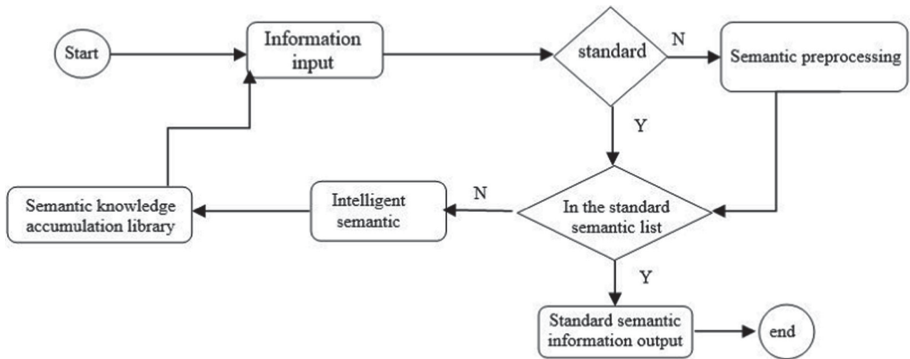 Start
Information
input
standard
N
Semantic preprocessing
Y
Semantic knowledge
accumulation library
Intelligent
semantic
N
In the standard
semantic list
Y
Standard semantic
information output
end